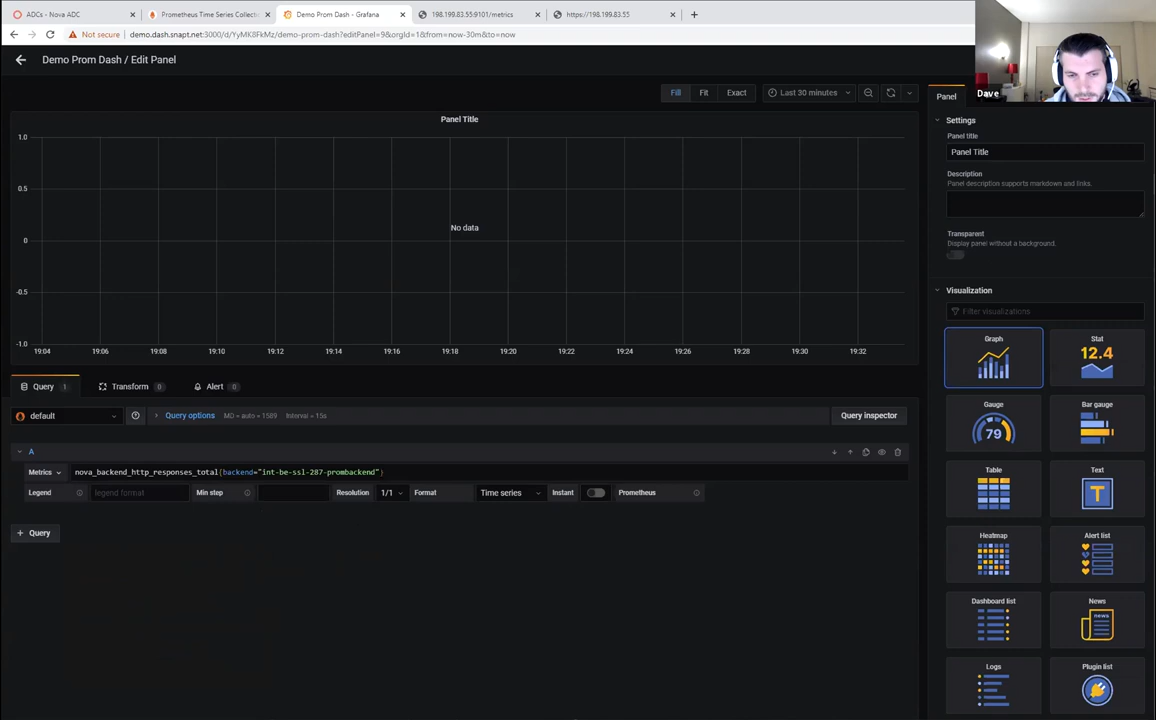 ADCs - Nova ADC
Prometheus Time Series Collect
Demo Prom Dash - Grafana
198.199.83.55:9101/metrics
https://198.199.83.55
Not secure
demo.dash.snapt.net:3000/d/YyMK8FkMz/demo-prom-dash?editPanel=9&orgId=1&from=now-30m&to=now
Demo Prom Dash / Edit Panel
Dave
Fill
Fit
Exact
Last 30 minutes
Panel
Panel Title
Settings
Panel title
Panel Title
Description
Panel description supports markdown and links.
Transparent
Display panel without a background.
1.0
0.5
0
-0.5
-1.0
No data
19:04
19:06
19:08
19:10
19:12
19:14
19:16
19:18
19:20
19:22
19:24
19:26
19:28
19:30
19:32
Visualization
Filter visualizations
Graph
Stat
12.4
Gauge
79
Bar gauge
Table
Text
T
Heatmap
Alert list
Dashboard list
News
news
Logs
Plugin list
Query 1
Transform 0
Alert 0
default
Query options
MD = auto = 1589
Interval = 15s
Query inspector
A
Metrics
nova_backend_http_responses_total{backend="int-be-ssl-287-prombackend"}
Legend
legend format
Min step
Resolution
1/1
Format
Time series
Instant
Prometheus
+ Query